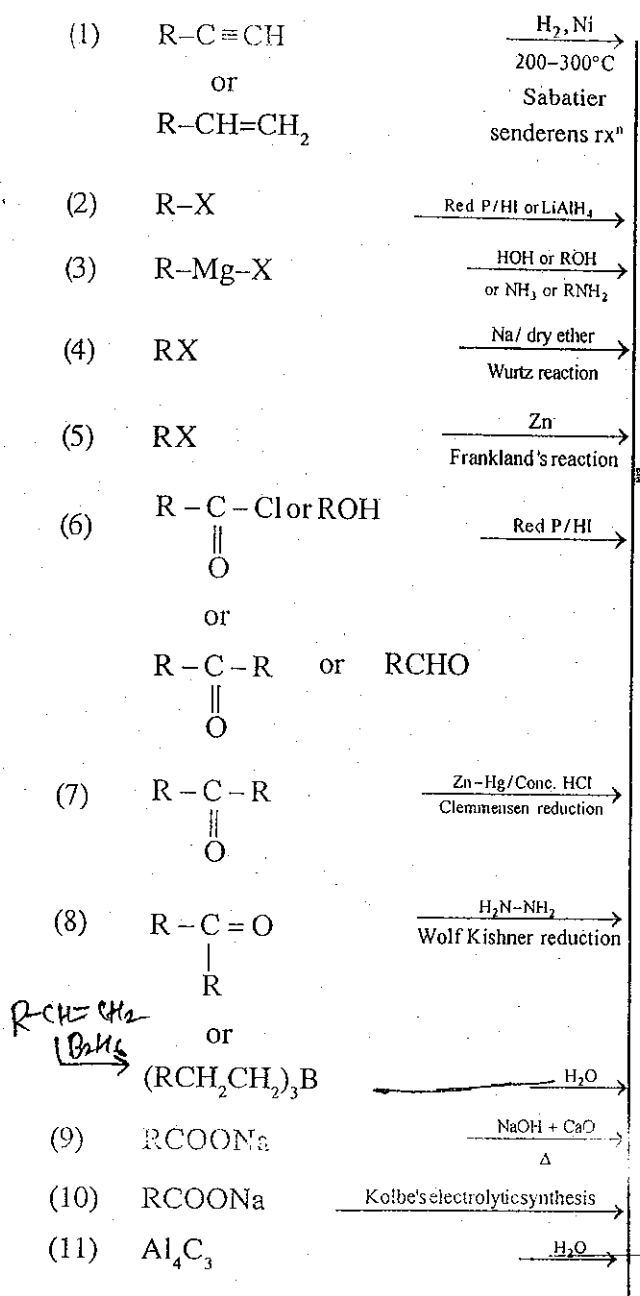 (1) R–C≡CH H₂, Ni
200–300°C
or Sabatier
R–CH=CH₂ senderens rxⁿ
(2) R–X Red P/HI or LiAlH₄
(3) R–Mg–X HOH or ROH
or NH₃ or RNH₂
(4) RX Na/ dry ether
Wurtz reaction
(5) RX Zn
Frankland's reaction
(6) R–C–Cl or ROH Red P/HI
||
O
or
R–C–R or RCHO
||
O
(7) R–C–R Zn–Hg/Conc. HCl
|| Clemmensen reduction
O
(8) R–C=O H₂N–NH₂
| Wolf Kishner reduction
R
R–CH=CH₂
or
B₂H₆
(RCH₂CH₂)₃B H₂O
(9) RCOONa NaOH + CaO
Δ
(10) RCOONa Kolbe's electrolytic synthesis
(11) Al₄C₃ H₂O